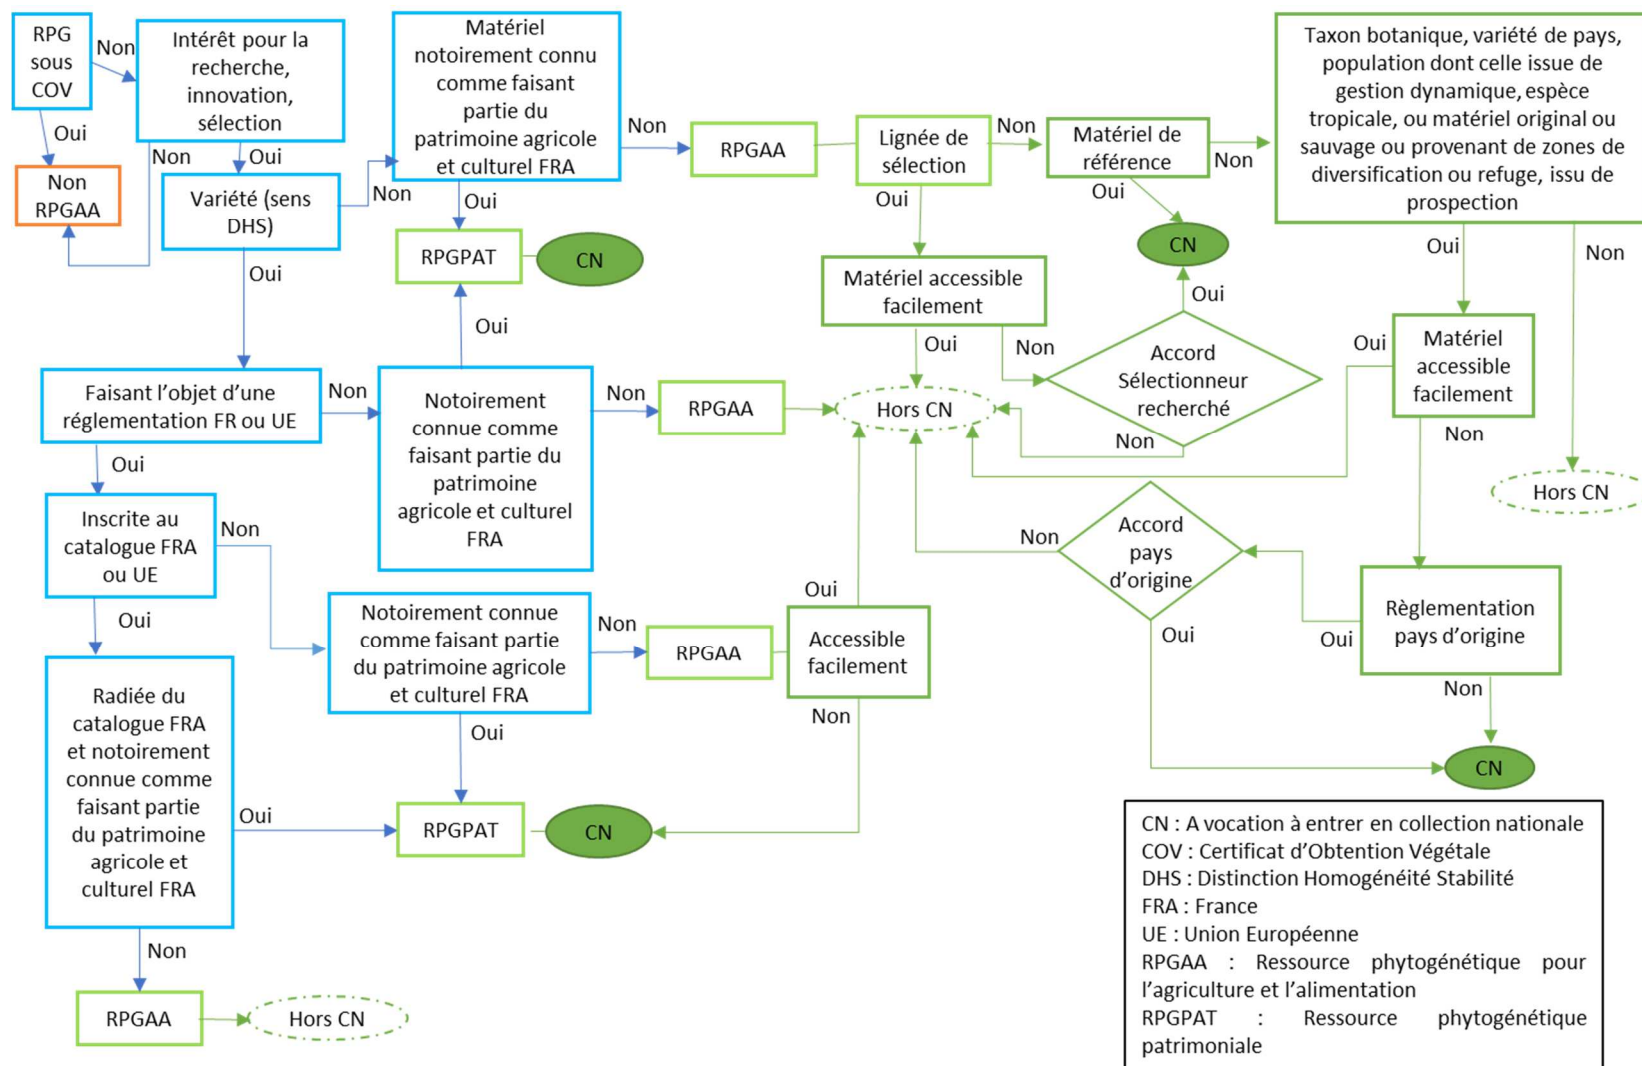 RPG
sous
COV
Non
Oui
Non
RPGAA
Intérêt pour la
recherche,
innovation,
sélection
Non
Oui
Variété (sens
DHS)
Non
Oui
Matériel
notoirement connu
comme faisant
partie du
patrimoine agricole
et culturel FRA
Non
Oui
RPGPAT
CN
RPGAA
Lignée de
sélection
Non
Oui
Matériel de
référence
Non
Oui
CN
Taxon botanique, variété de pays,
population dont celle issue de
gestion dynamique, espèce
tropicale, ou matériel original ou
sauvage ou provenant de zones de
diversification ou refuge, issu de
prospection
Oui
Non
Matériel accessible
facilement
Oui
Non
Accord
Sélectionneur
recherché
Oui
Non
Matériel
accessible
facilement
Oui
Non
Hors CN
Faisant l'objet d'une
réglementation FR ou UE
Non
Oui
Notoirement
connue comme
faisant partie du
patrimoine
agricole et culturel
FRA
Oui
Non
RPGAA
Hors CN
Inscrite au
catalogue FRA
ou UE
Non
Oui
Notoirement connue
comme faisant partie
du patrimoine agricole
et culturel FRA
Non
Oui
RPGAA
Accessible
facilement
Oui
Non
Accord
pays
d'origine
Non
Oui
Règlementation
pays d'origine
Oui
Non
CN
Radiée du
catalogue FRA
et notoirement
connue comme
faisant partie
du patrimoine
agricole et
culturel FRA
Oui
Non
RPGPAT
CN
RPGAA
Hors CN
CN : A vocation à entrer en collection nationale
COV : Certificat d'Obtention Végétale
DHS : Distinction Homogénéité Stabilité
FRA : France
UE : Union Européenne
RPGAA : Ressource phytogénétique pour
l'agriculture et l'alimentation
RPGPAT : Ressource phytogénétique
patrimoniale